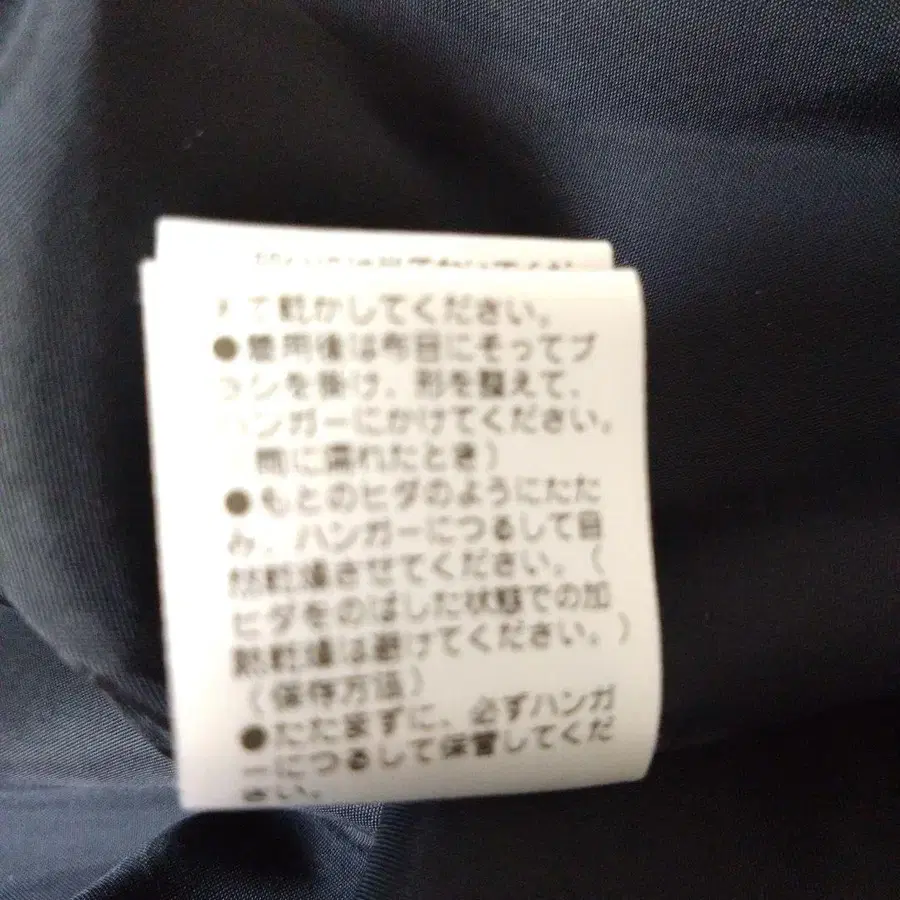 て乾かしてください。
●着用後は布目にそってブ
ラシを掛け、形を整えて、
ハンガーにかけてください。
雨に濡れたとき）
●もとのヒダのようにたた
み、ハンガーにつるして自
然乾燥させてください。（
ヒダをのばした状態での加
熱乾燥は避けてください。）
（保存方法）
●たたまずに、必ずハンガ
ーにつるして保管してくだ
さい。